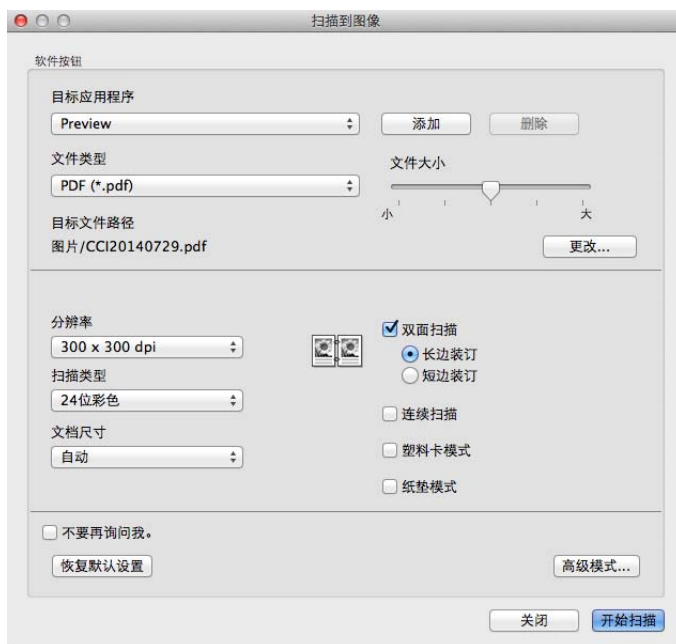 扫描到图像
软件按钮
目标应用程序
Preview
添加
删除
文件类型
PDF (*.pdf)
文件大小
小
大
目标文件路径
图片/CCI20140729.pdf
更改...
分辨率
300 x 300 dpi
双面扫描
长边装订
短边装订
扫描类型
24位彩色
连续扫描
文档尺寸
自动
塑料卡模式
纸垫模式
不要再询问我。
恢复默认设置
高级模式...
关闭
开始扫描